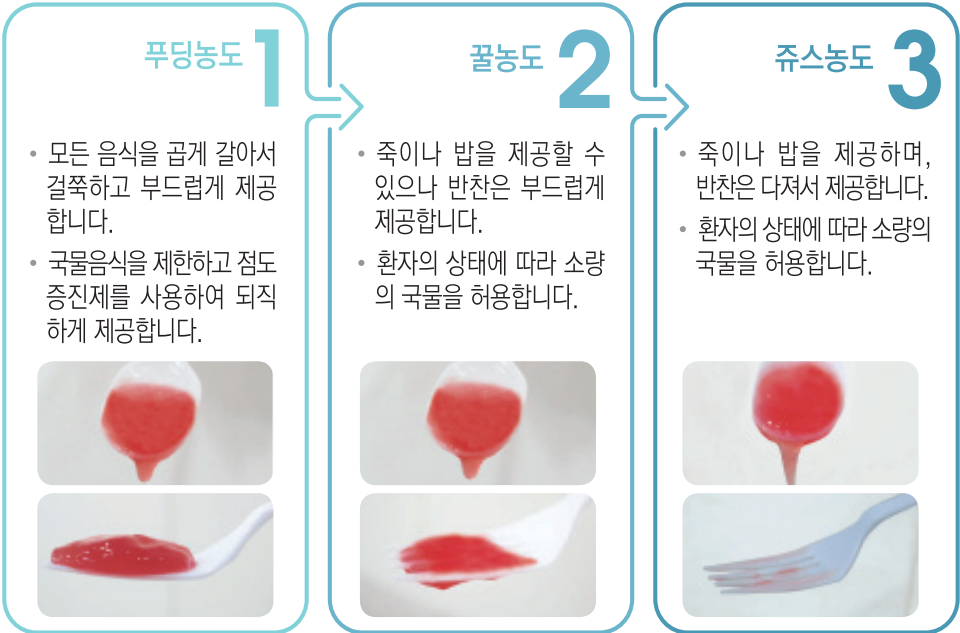 푸딩농도 1
• 모든 음식을 곱게 갈아서
걸쭉하고 부드럽게 제공
합니다.
• 국물음식을 제한하고 점도
증진제를 사용하여 되직
하게 제공합니다.
꿀농도 2
• 죽이나 밥을 제공할 수
있으나 반찬은 부드럽게
제공합니다.
• 환자의 상태에 따라 소량
의 국물을 허용합니다.
쥬스농도 3
• 죽이나 밥을 제공하며,
반찬은 다져서 제공합니다.
• 환자의 상태에 따라 소량의
국물을 허용합니다.